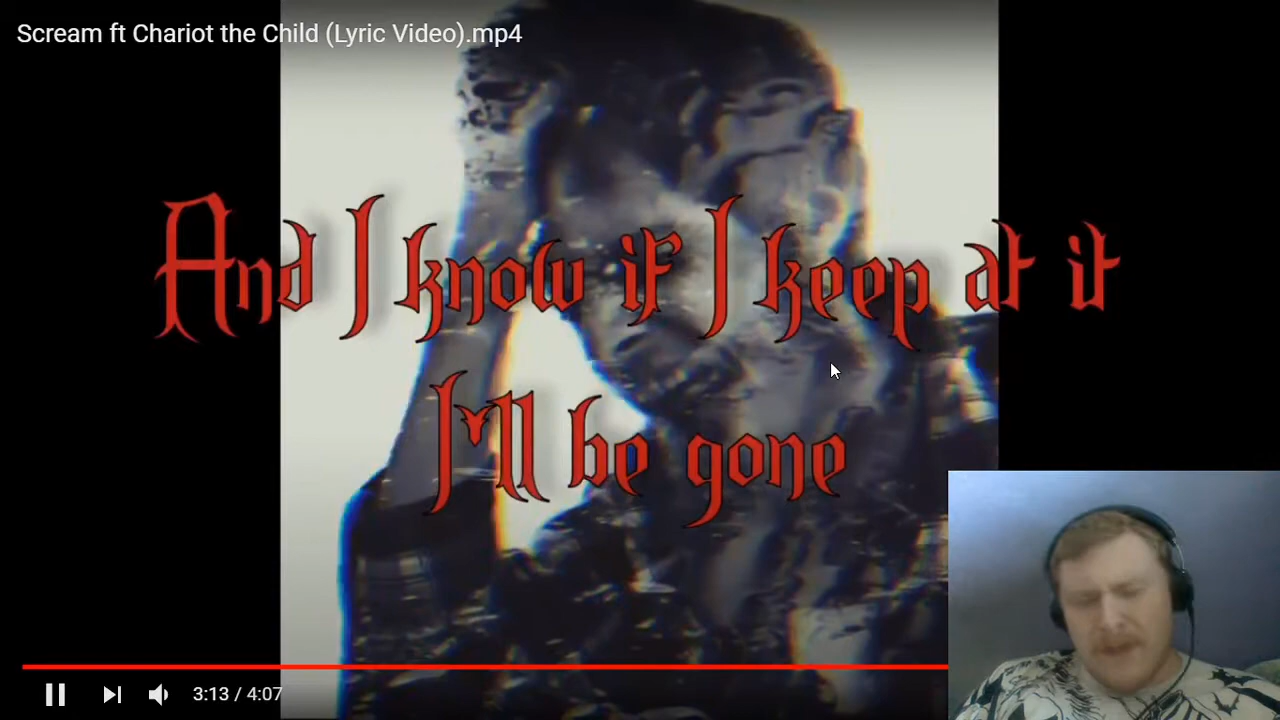 Scream ft Chariot the Child (Lyric Video).mp4
And I know if I keep at it
I'll be gone
3:13 / 4:07